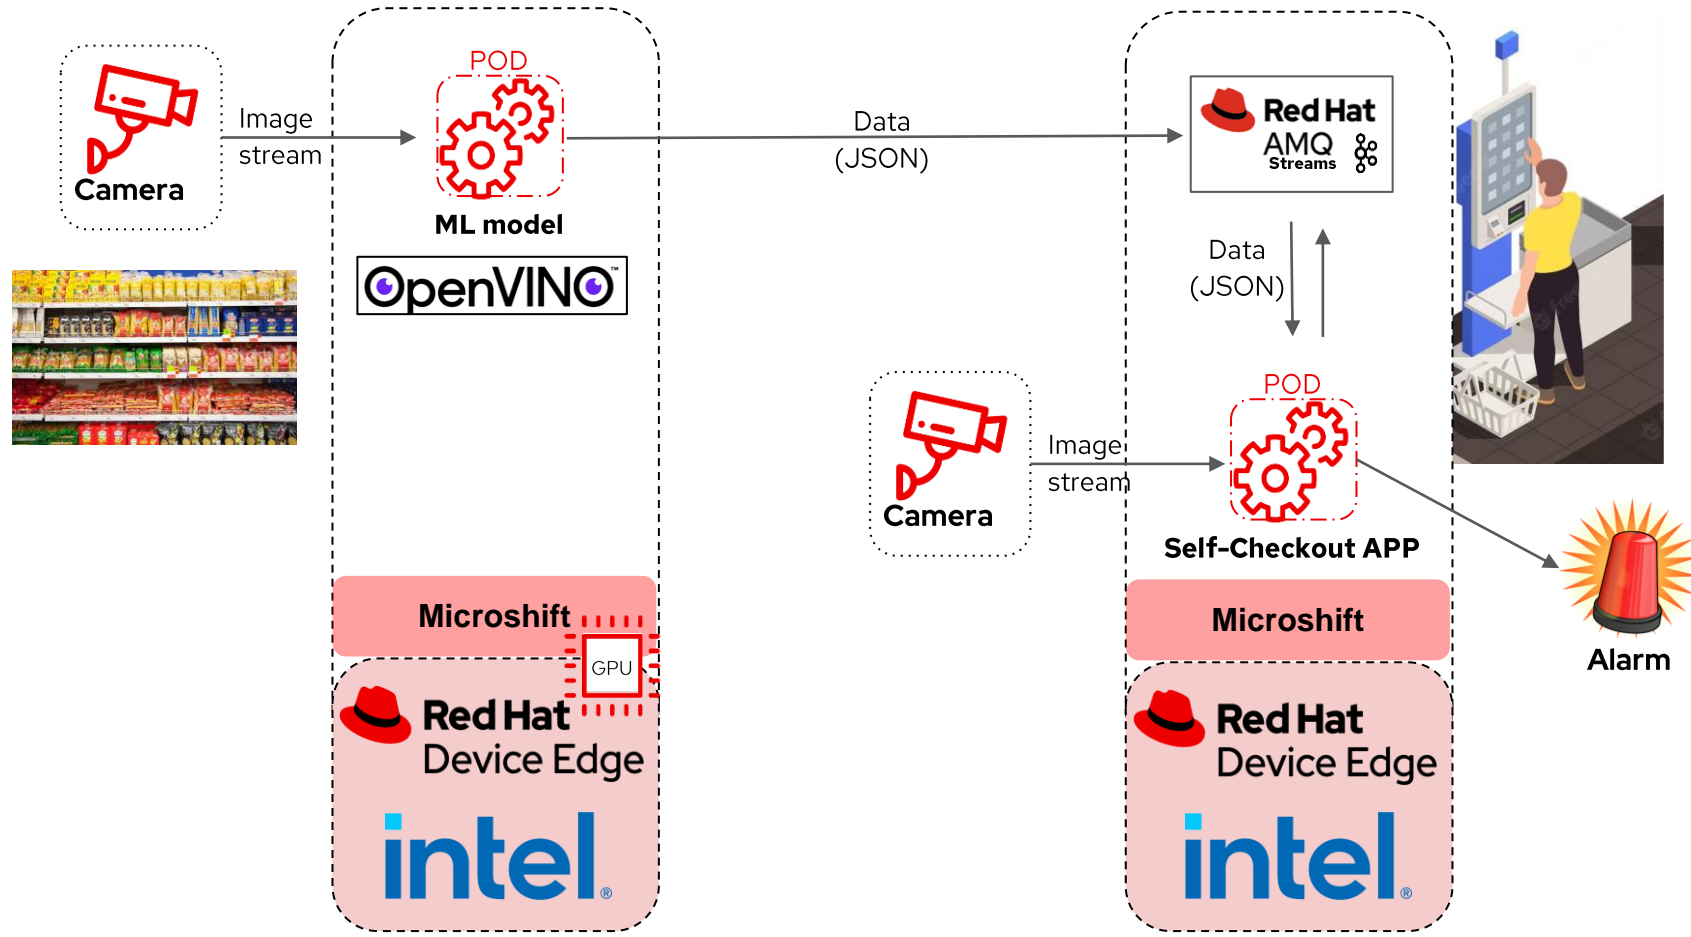 POD
Image
stream
Camera
ML model
OpenVINO™
Data
(JSON)
Red Hat
AMQ
Streams
Data
(JSON)
POD
Image
stream
Camera
Self-Checkout APP
Alarm
Microshift
GPU
Red Hat
Device Edge
intel®
Microshift
Red Hat
Device Edge
intel®